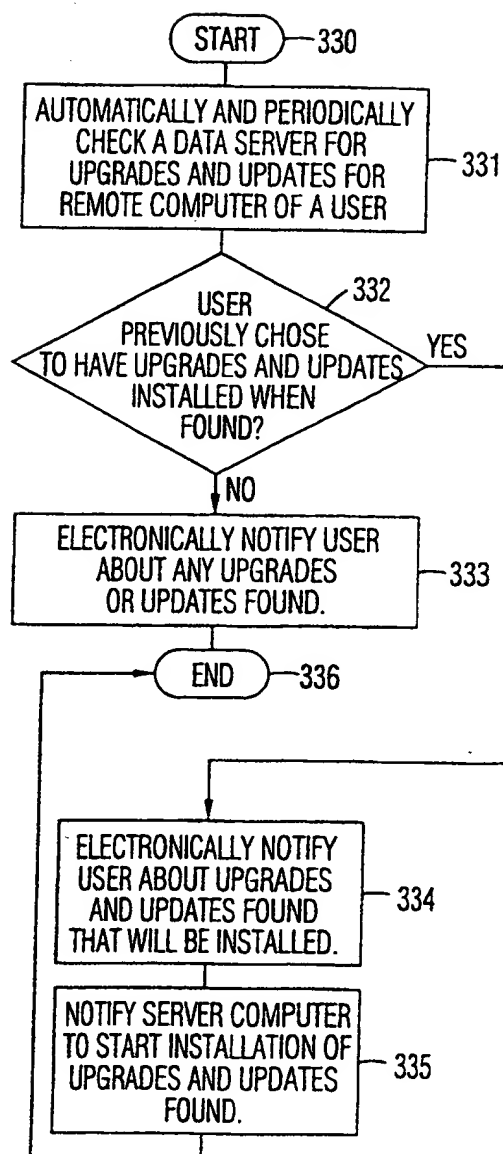 START
330
AUTOMATICALLY AND PERIODICALLY
CHECK A DATA SERVER FOR
UPGRADES AND UPDATES FOR
REMOTE COMPUTER OF A USER
331
332
USER
PREVIOUSLY CHOSE
TO HAVE UPGRADES AND UPDATES
INSTALLED WHEN
FOUND?
YES
NO
ELECTRONICALLY NOTIFY USER
ABOUT ANY UPGRADES
OR UPDATES FOUND.
333
END
336
ELECTRONICALLY NOTIFY
USER ABOUT UPGRADES
AND UPDATES FOUND
THAT WILL BE INSTALLED.
334
NOTIFY SERVER COMPUTER
TO START INSTALLATION OF
UPGRADES AND UPDATES
FOUND.
335